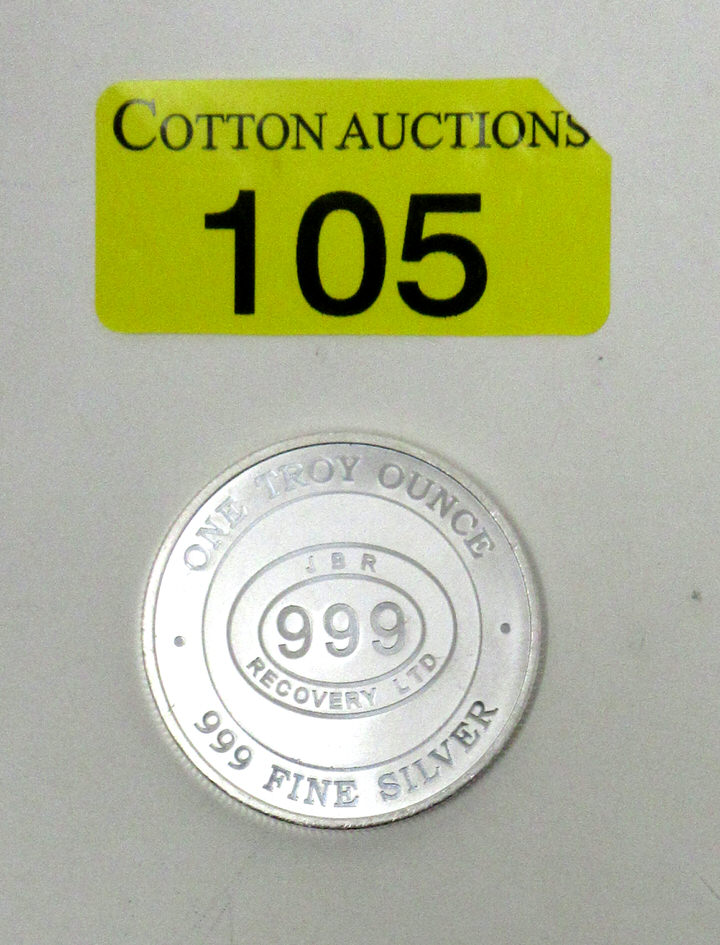 COTTON AUCTIONS
105
ONE TROY OUNCE
JBR
999
RECOVERY LTD
999 FINE SILVER